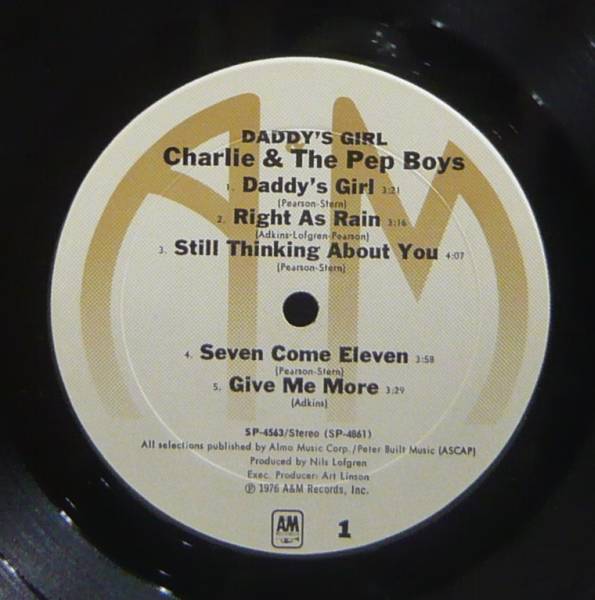 DADDY'S GIRL
Charlie & The Pep Boys
1. Daddy's Girl 3:21
(Pearson-Stern)
2. Right As Rain 3:16
(Adkins-Lofgren-Pearson)
3. Still Thinking About You 4:07
(Pearson-Stern)
4. Seven Come Eleven 3:58
(Pearson-Stern)
5. Give Me More 3:29
(Adkins)
SP-4563/Stereo (SP-4861)
All selections published by Almo Music Corp./Peter Built Music (ASCAP)
Produced by Nils Lofgren
Exec. Producer: Art Linson
℗ 1976 A&M Records, Inc.
AM 1